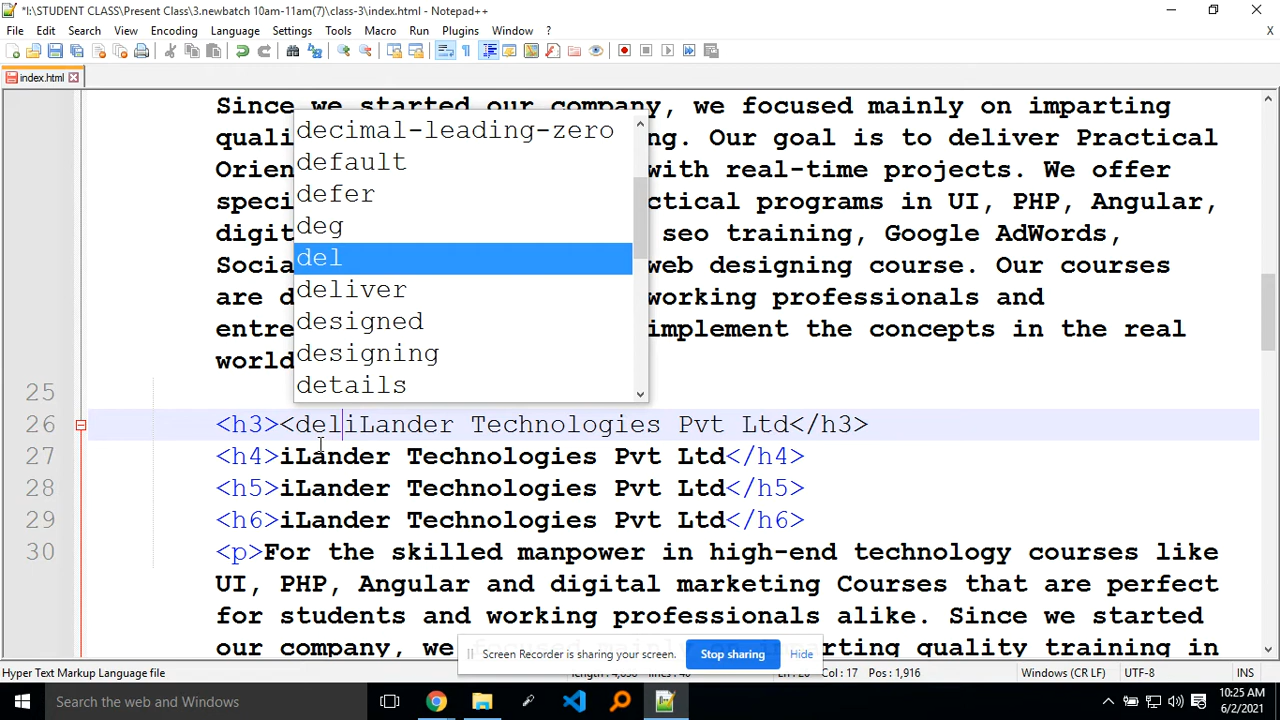 *I:\STUDENT CLASS\Present Class\3.newbatch 10am-11am(7)\class-3\index.html - Notepad++
File Edit Search View Encoding Language Settings Tools Macro Run Plugins Window ? X
index.html
Since we started our company, we focused mainly on imparting
quali ng. Our goal is to deliver Practical
Orien with real-time projects. We offer
speci ctical programs in UI, PHP, Angular,
digit seo training, Google AdWords,
Socia web designing course. Our courses
are d working professionals and
entre implement the concepts in the real
world
decimal-leading-zero
default
defer
deg
del
deliver
designed
designing
details
25
26 <h3><deliLander Technologies Pvt Ltd</h3>
27 <h4>iLander Technologies Pvt Ltd</h4>
28 <h5>iLander Technologies Pvt Ltd</h5>
29 <h6>iLander Technologies Pvt Ltd</h6>
30 <p>For the skilled manpower in high-end technology courses like
UI, PHP, Angular and digital marketing Courses that are perfect
for students and working professionals alike. Since we started
our company, we quality training in
Screen Recorder is sharing your screen. Stop sharing Hide
Hyper Text Markup Language file Col: 17 Pos: 1,916 Windows (CR LF) UTF-8 INS
Search the web and Windows
10:25 AM
6/2/2021